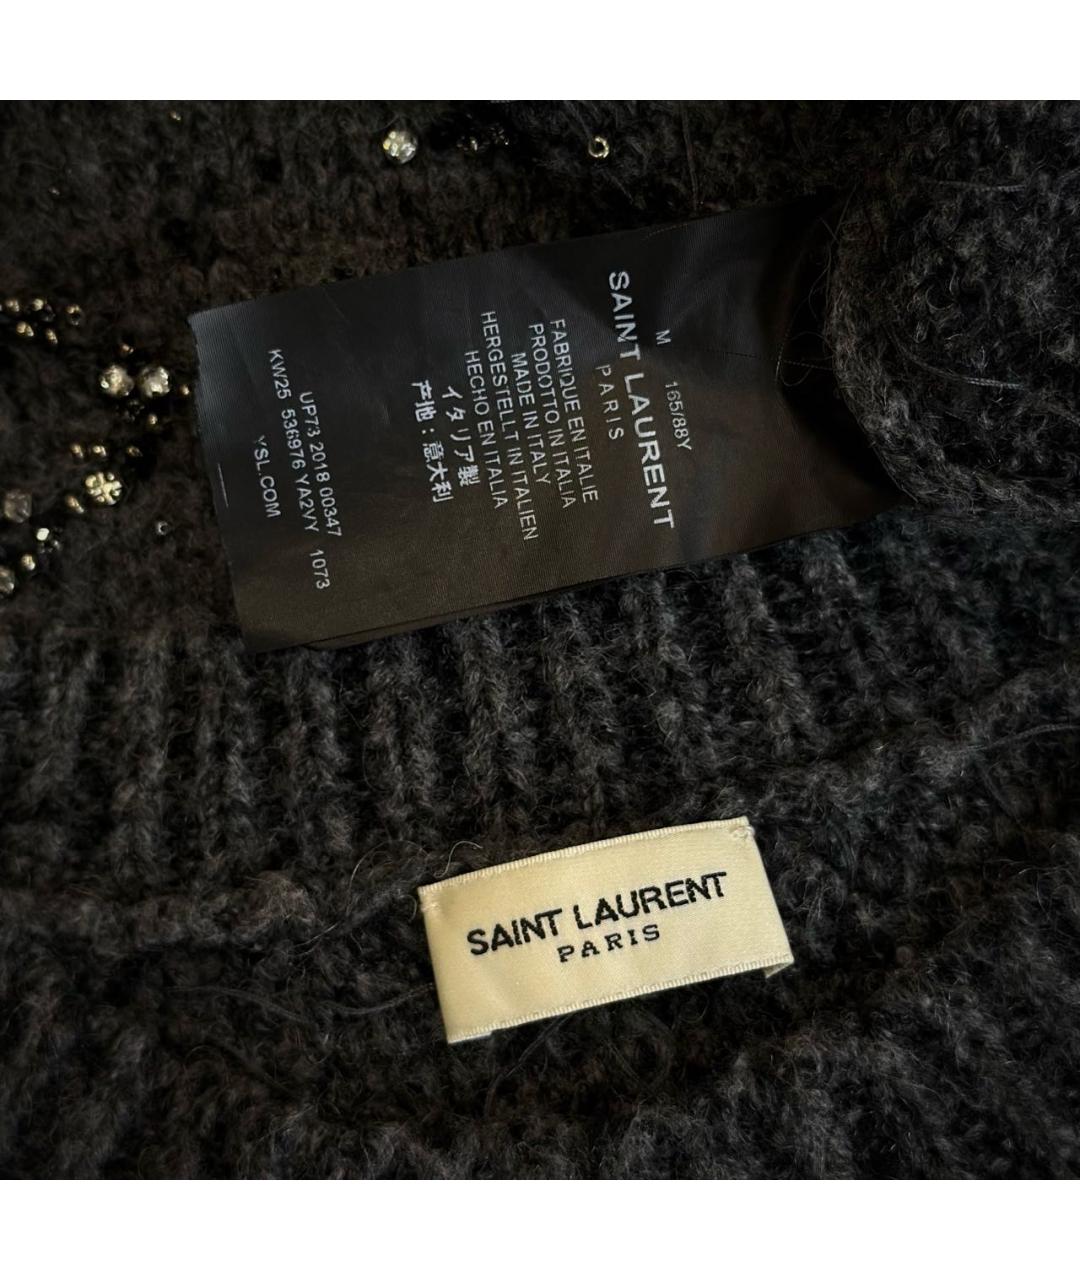 M 165/88Y
SAINT LAURENT
PARIS
FABRIQUE EN ITALIE
PRODOTTO IN ITALIA
MADE IN ITALY
HERGESTELLT IN ITALIEN
HECHO EN ITALIA
イタリア製
产地：意大利
UP73 2018 00347
KW25 536976 YA2VY 1073
YSL.COM
SAINT LAURENT
PARIS